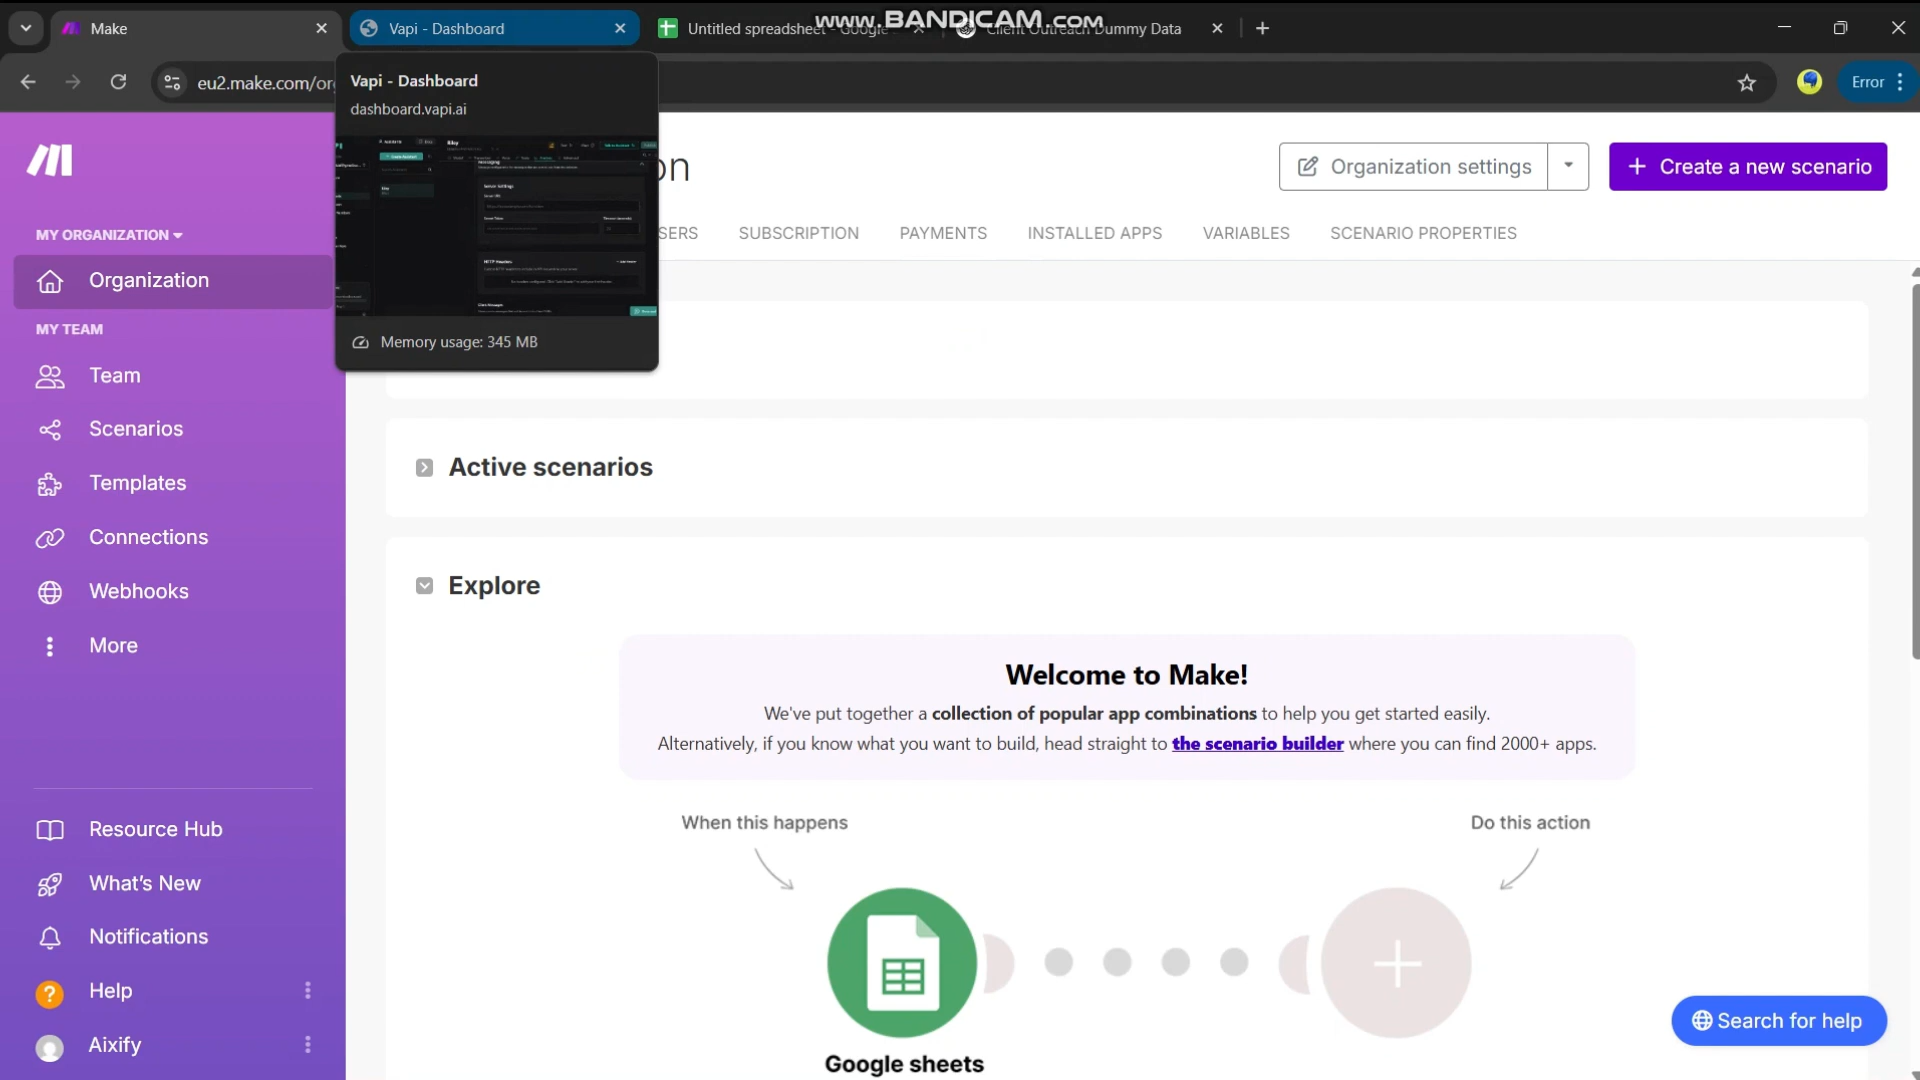 Make
Vapi - Dashboard
Untitled spreadsheet - Google
Client Outreach Dummy Data
www.BANDICAM.com
eu2.make.com/or
Error
Vapi - Dashboard
dashboard.vapi.ai
Memory usage: 345 MB
on
Organization settings
Create a new scenario
SERS
SUBSCRIPTION
PAYMENTS
INSTALLED APPS
VARIABLES
SCENARIO PROPERTIES
MY ORGANIZATION
Organization
MY TEAM
Team
Scenarios
Templates
Connections
Webhooks
More
Resource Hub
What's New
Notifications
Help
Aixify
Active scenarios
Explore
Welcome to Make!
We've put together a collection of popular app combinations to help you get started easily.
Alternatively, if you know what you want to build, head straight to the scenario builder where you can find 2000+ apps.
When this happens
Do this action
Google sheets
Search for help